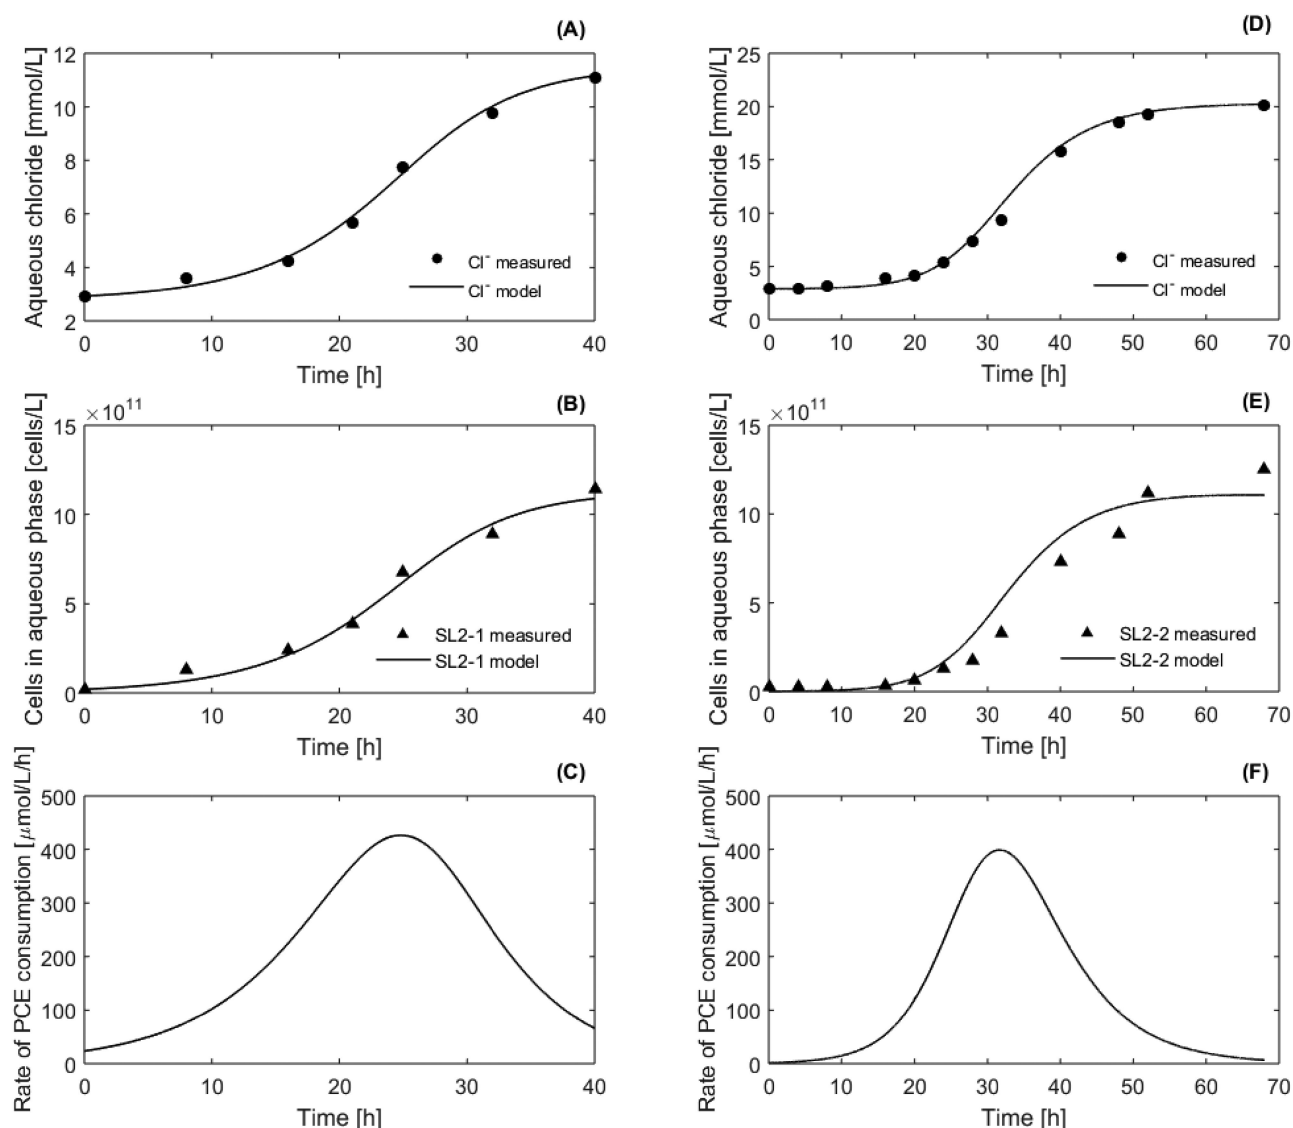 (A)
Aqueous chloride [mmol/L]
12
10
8
6
4
2
Cl⁻ measured
Cl⁻ model
0 10 20 30 40
Time [h]
(D)
Aqueous chloride [mmol/L]
25
20
15
10
5
0
Cl⁻ measured
Cl⁻ model
0 10 20 30 40 50 60 70
Time [h]
(B)
×10¹¹
Cells in aqueous phase [cells/L]
15
10
5
0
SL2-1 measured
SL2-1 model
0 10 20 30 40
Time [h]
(E)
×10¹¹
Cells in aqueous phase [cells/L]
15
10
5
0
SL2-2 measured
SL2-2 model
0 10 20 30 40 50 60 70
Time [h]
(C)
Rate of PCE consumption [μmol/L/h]
500
400
300
200
100
0
0 10 20 30 40
Time [h]
(F)
Rate of PCE consumption [μmol/L/h]
500
400
300
200
100
0
0 10 20 30 40 50 60 70
Time [h]